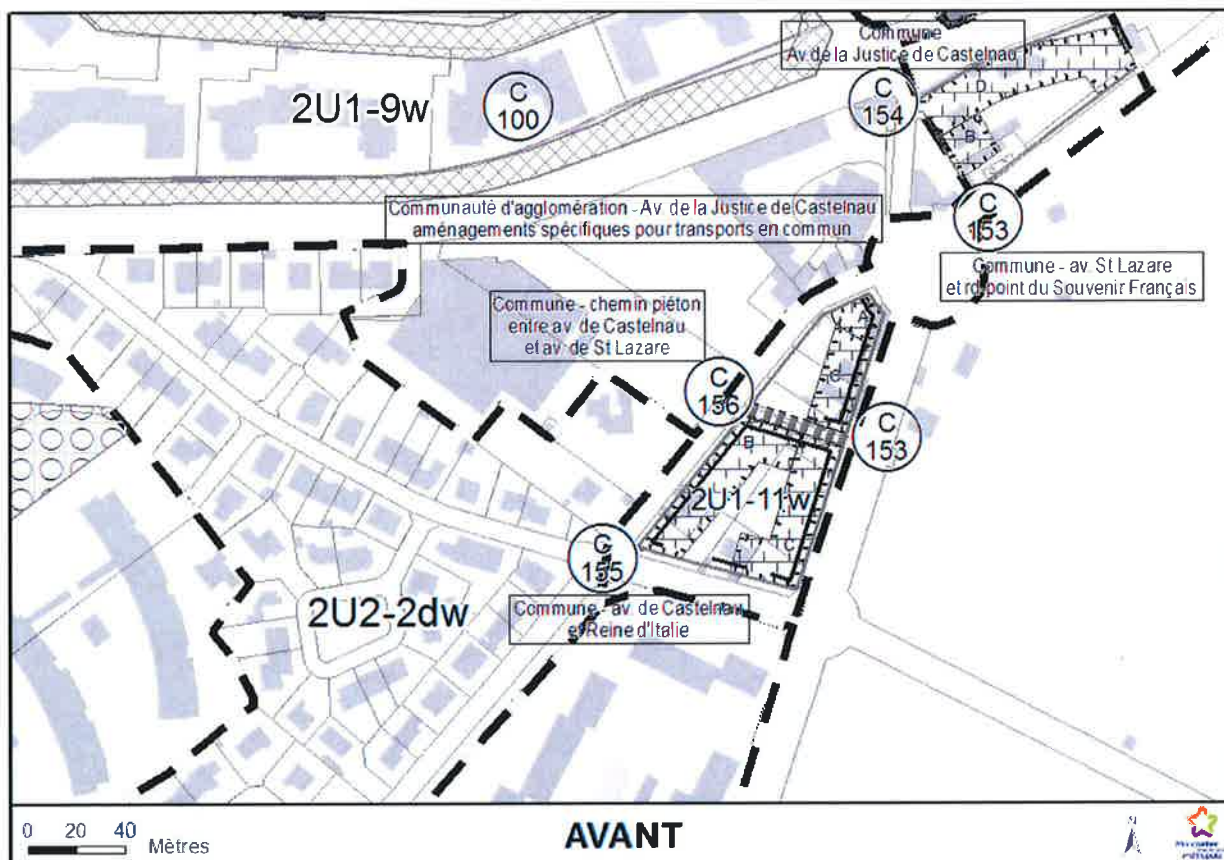 Commune
Av de la Justice de Castelnau
2U1-9w
C
100
C
154
D
B
Communauté d'agglomération - Av. de la Justice de Castelnau
aménagements spécifiques pour transports en commun
C
153
Commune - av. St Lazare
et rd point du Souvenir Français
Commune - chemin piéton
entre av. de Castelnau
et av. de St Lazare
A
C
C
156
C
153
B
2U1-11w
C
C
155
2U2-2dw
Commune - av. de Castelnau
et Reine d'Italie
0 20 40
Mètres
AVANT
N